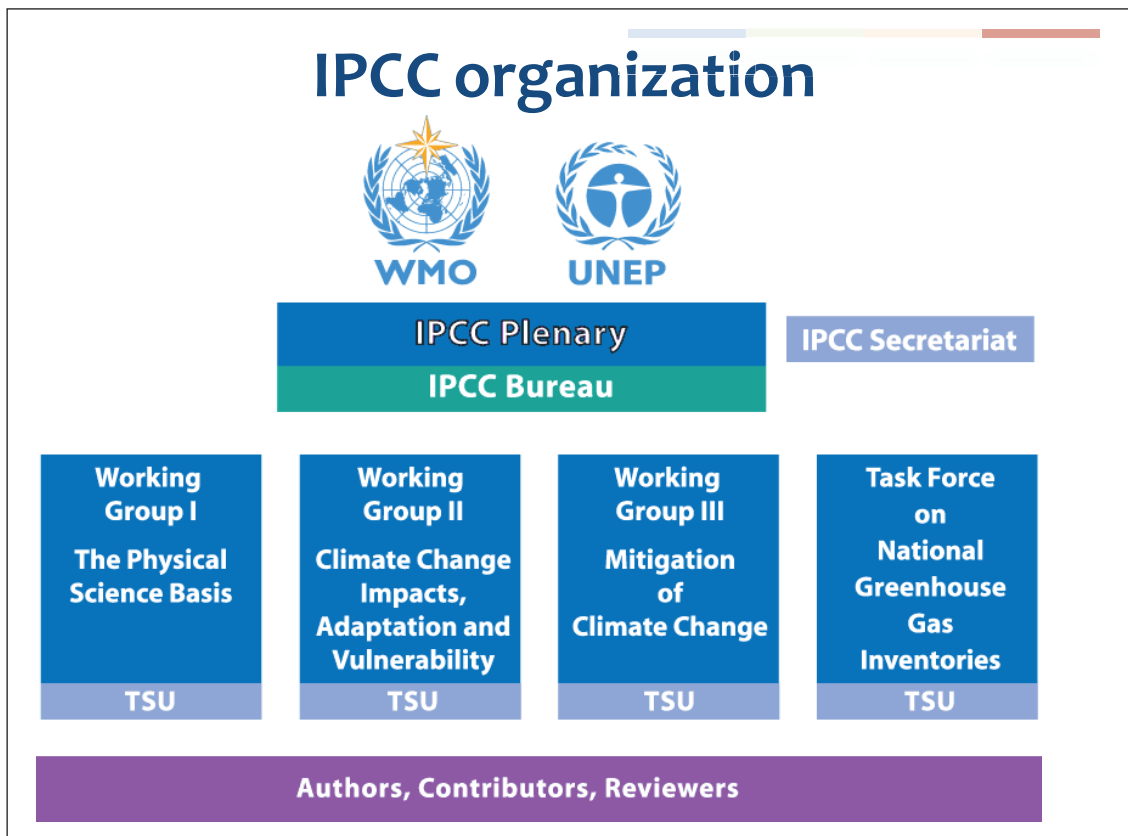 IPCC organization
WMO
UNEP
IPCC Plenary
IPCC Secretariat
IPCC Bureau
Working
Group I
The Physical
Science Basis
TSU
Working
Group II
Climate Change
Impacts,
Adaptation and
Vulnerability
TSU
Working
Group III
Mitigation
of
Climate Change
TSU
Task Force
on
National
Greenhouse
Gas
Inventories
TSU
Authors, Contributors, Reviewers